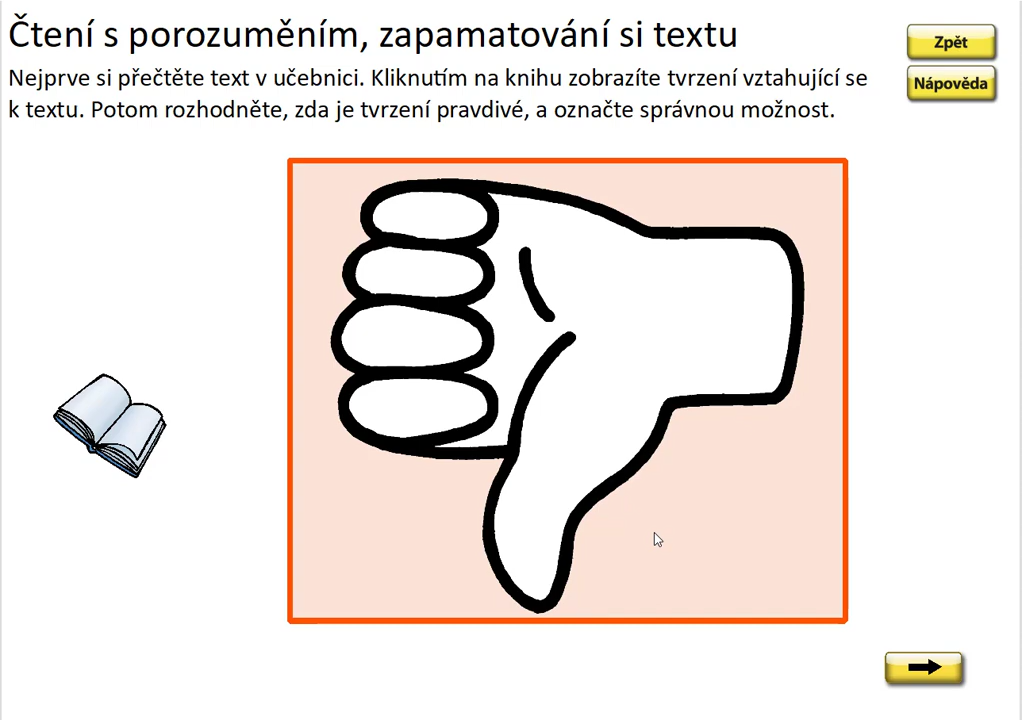 Čtení s porozuměním, zapamatování si textu
Zpět
Nejprve si přečtěte text v učebnici. Kliknutím na knihu zobrazíte tvrzení vztahující se
Nápověda
k textu. Potom rozhodněte, zda je tvrzení pravdivé, a označte správnou možnost.